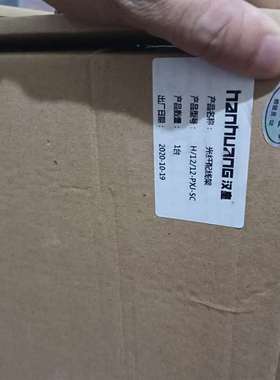 hanhuang 汉皇
产品名称： 光纤配线架
产品型号： H/12/12-PXJ-SC
产品数量： 1台
出厂日期： 2020-10-19